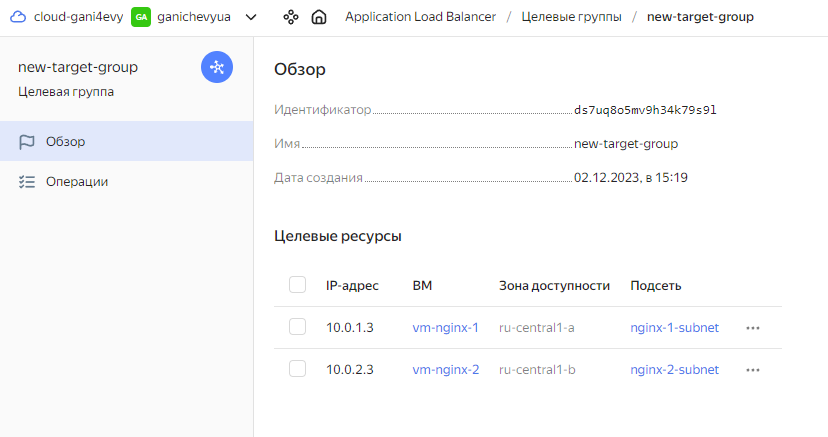 cloud-gani4evy GA ganichevyua Application Load Balancer / Целевые группы / new-target-group
new-target-group
Целевая группа
Обзор
Операции
Обзор
Идентификатор ds7uq8o5mv9h34k79s9l
Имя new-target-group
Дата создания 02.12.2023, в 15:19
Целевые ресурсы
IP-адрес ВМ Зона доступности Подсеть
10.0.1.3 vm-nginx-1 ru-central1-a nginx-1-subnet
10.0.2.3 vm-nginx-2 ru-central1-b nginx-2-subnet